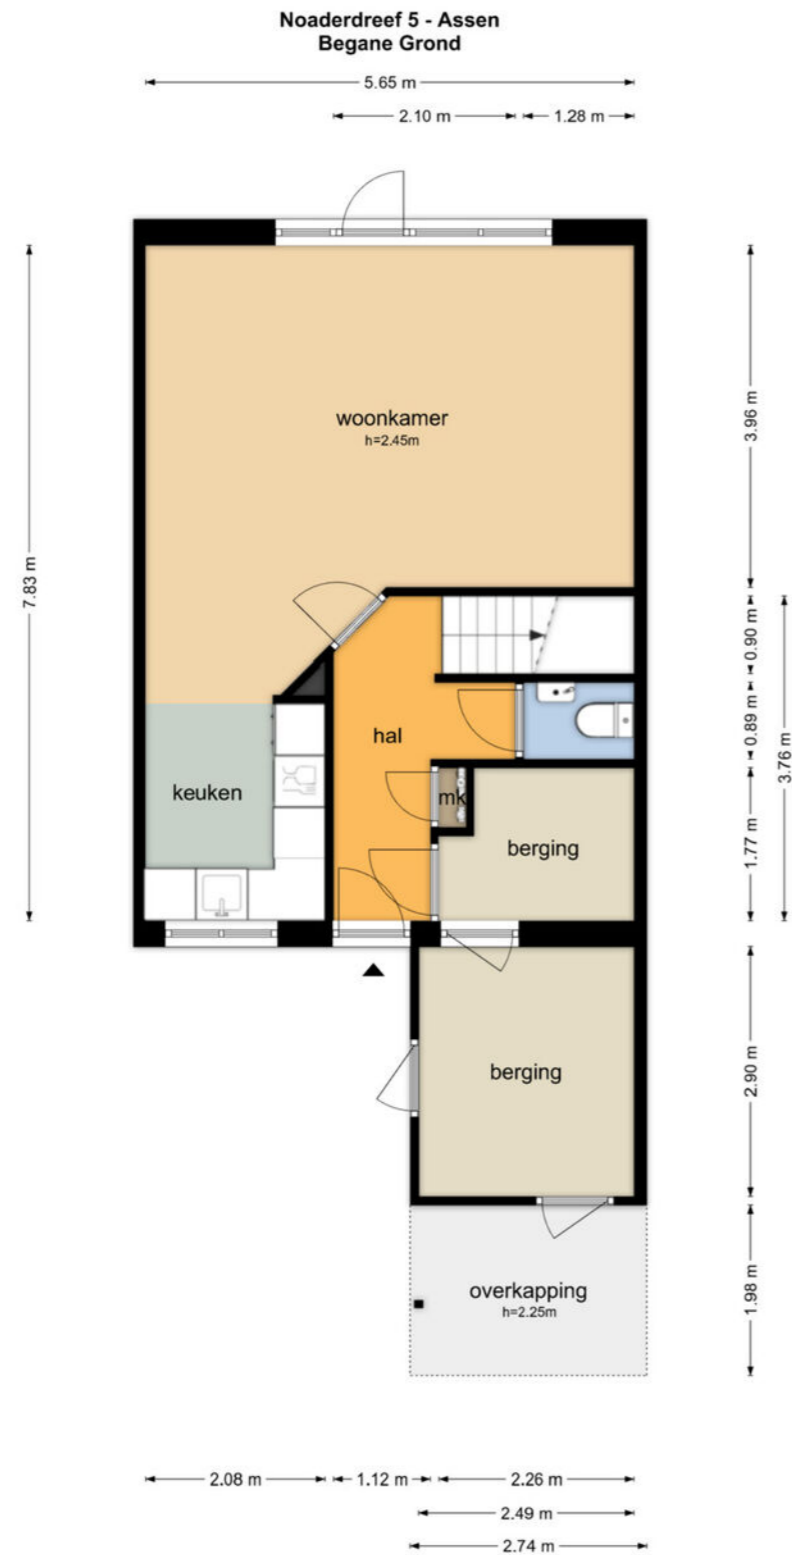 Noaderdreef 5 - Assen
Begane Grond
5.65 m
2.10 m
1.28 m
woonkamer
h=2.45m
3.96 m
7.83 m
0.90 m
0.89 m
3.76 m
hal
keuken
mk
berging
1.77 m
berging
2.90 m
overkapping
h=2.25m
1.98 m
2.08 m
1.12 m
2.26 m
2.49 m
2.74 m